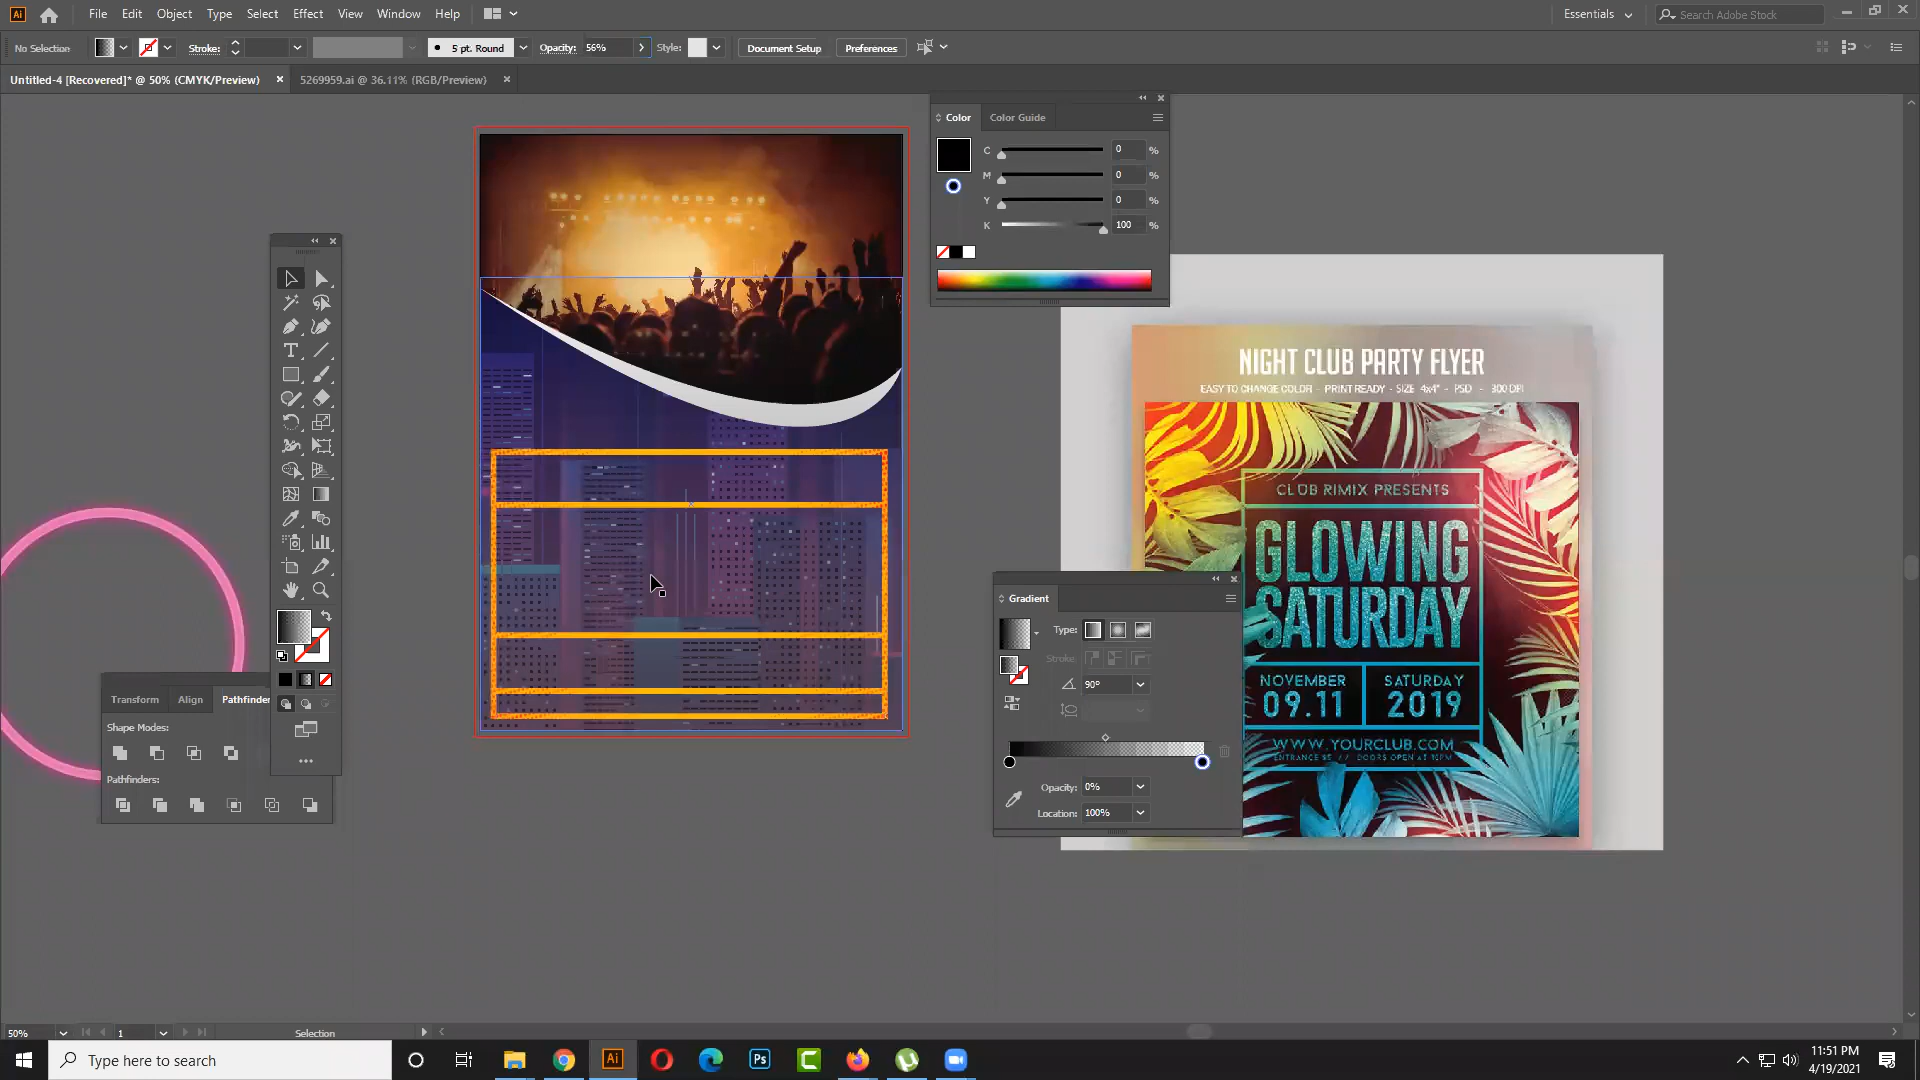 Ai File Edit Object Type Select Effect View Window Help Essentials Search Adobe Stock
No Selection Stroke: 5 pt. Round Opacity: 56% Style: Document Setup Preferences
Untitled-4 [Recovered]* @ 50% (CMYK/Preview) × 5269959.ai @ 36.11% (RGB/Preview) ×
Color Color Guide
C 0 %
M 0 %
Y 0 %
K 100 %
NIGHT CLUB PARTY FLYER
EASY TO CHANGE COLOR - PRINT READY - SIZE 4x4" - PSD - 300 DPI
CLUB RIMIX PRESENTS
GLOWING
SATURDAY
NOVEMBER
09.11
SATURDAY
2019
WWW.YOURCLUB.COM
Gradient
Type:
Stroke:
90°
Opacity: 0%
Location: 100%
Transform Align Pathfinder
Shape Modes:
Pathfinders:
50% 1 Selection
Type here to search
Ai
Ps
11:51 PM
4/19/2021